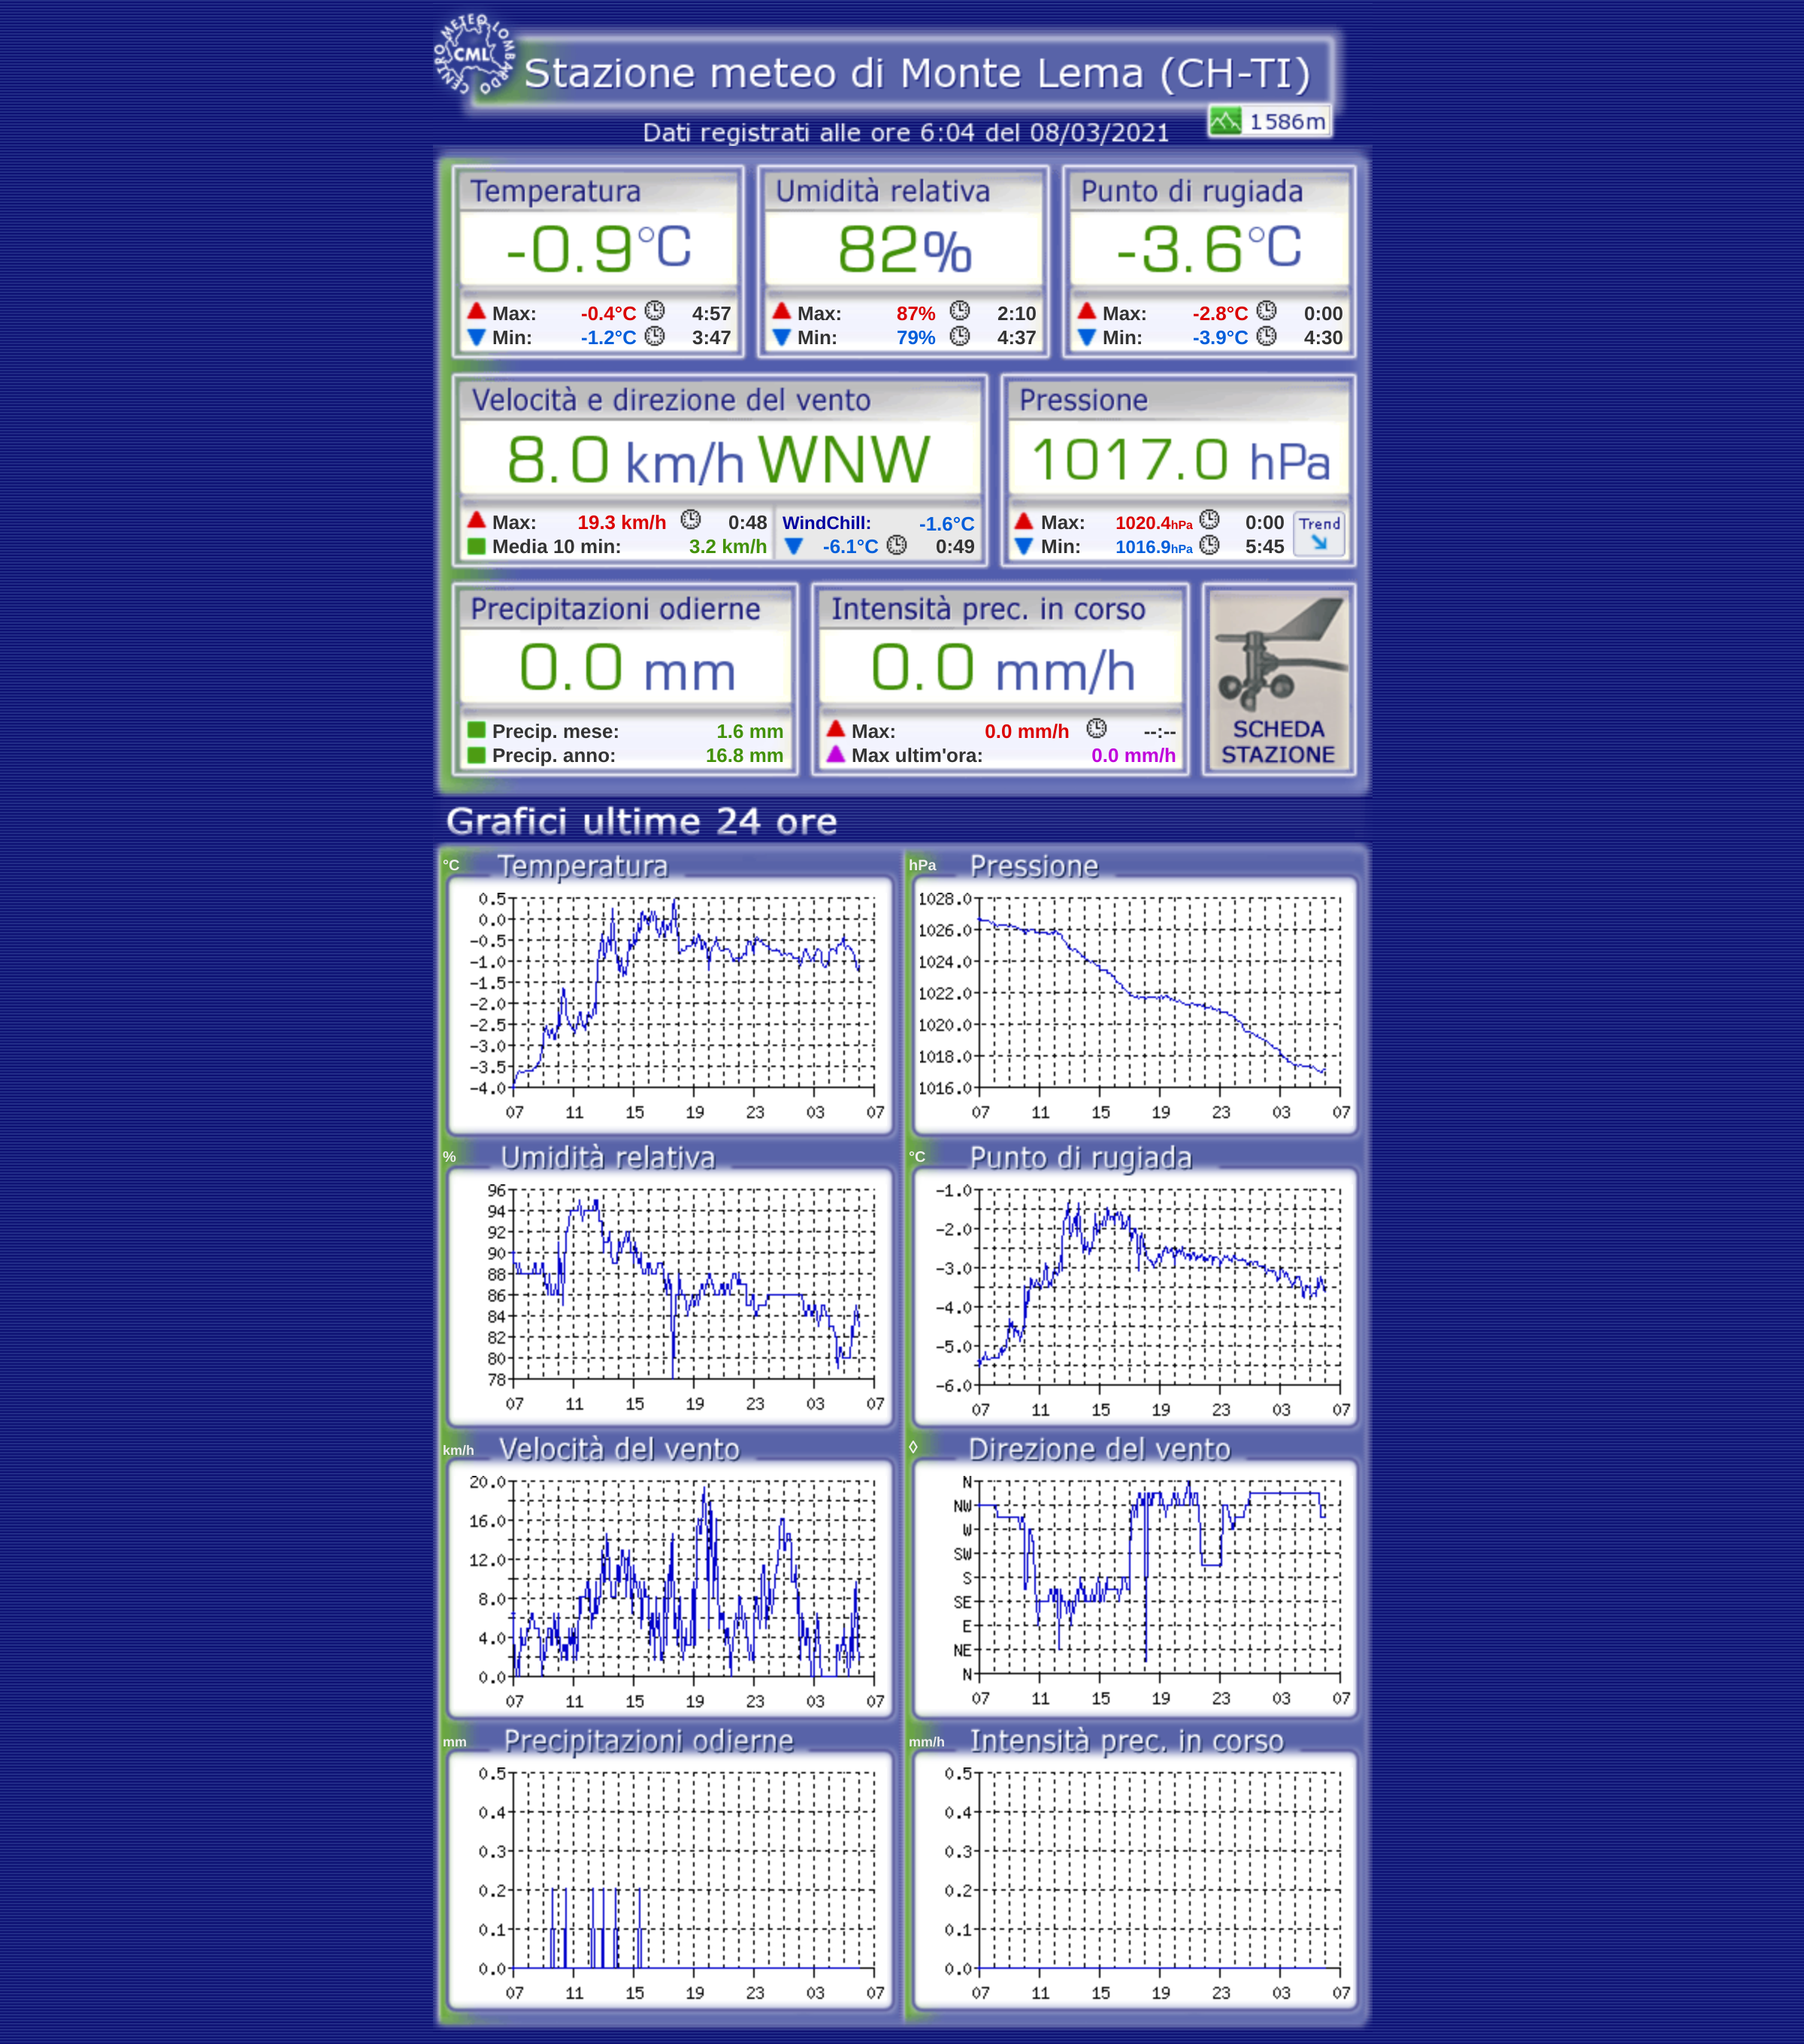 CENTRO METEO LOMBARDO
CML
Stazione meteo di Monte Lema (CH-TI)
1586m
Dati registrati alle ore 6:04 del 08/03/2021
Temperatura Umidità relativa Punto di rugiada
-0.9°C 82% -3.6°C
Max: -0.4°C 4:57 Max: 87% 2:10 Max: -2.8°C 0:00
Min: -1.2°C 3:47 Min: 79% 4:37 Min: -3.9°C 4:30
Velocità e direzione del vento Pressione
8.0 km/h WNW 1017.0 hPa
Max: 19.3 km/h 0:48 WindChill: -1.6°C Max: 1020.4hPa 0:00 Trend
Media 10 min: 3.2 km/h -6.1°C 0:49 Min: 1016.9hPa 5:45
Precipitazioni odierne Intensità prec. in corso
0.0 mm 0.0 mm/h
Precip. mese: 1.6 mm Max: 0.0 mm/h --:-- SCHEDA
Precip. anno: 16.8 mm Max ultim'ora: 0.0 mm/h STAZIONE
Grafici ultime 24 ore
°C Temperatura
0.5
0.0
-0.5
-1.0
-1.5
-2.0
-2.5
-3.0
-3.5
-4.0
07 11 15 19 23 03 07
hPa Pressione
1028.0
1026.0
1024.0
1022.0
1020.0
1018.0
1016.0
07 11 15 19 23 03 07
% Umidità relativa
96
94
92
90
88
86
84
82
80
78
07 11 15 19 23 03 07
°C Punto di rugiada
-1.0
-2.0
-3.0
-4.0
-5.0
-6.0
07 11 15 19 23 03 07
km/h Velocità del vento
20.0
16.0
12.0
8.0
4.0
0.0
07 11 15 19 23 03 07
◊ Direzione del vento
N
NW
W
SW
S
SE
E
NE
N
07 11 15 19 23 03 07
mm Precipitazioni odierne
0.5
0.4
0.3
0.2
0.1
0.0
07 11 15 19 23 03 07
mm/h Intensità prec. in corso
0.5
0.4
0.3
0.2
0.1
0.0
07 11 15 19 23 03 07